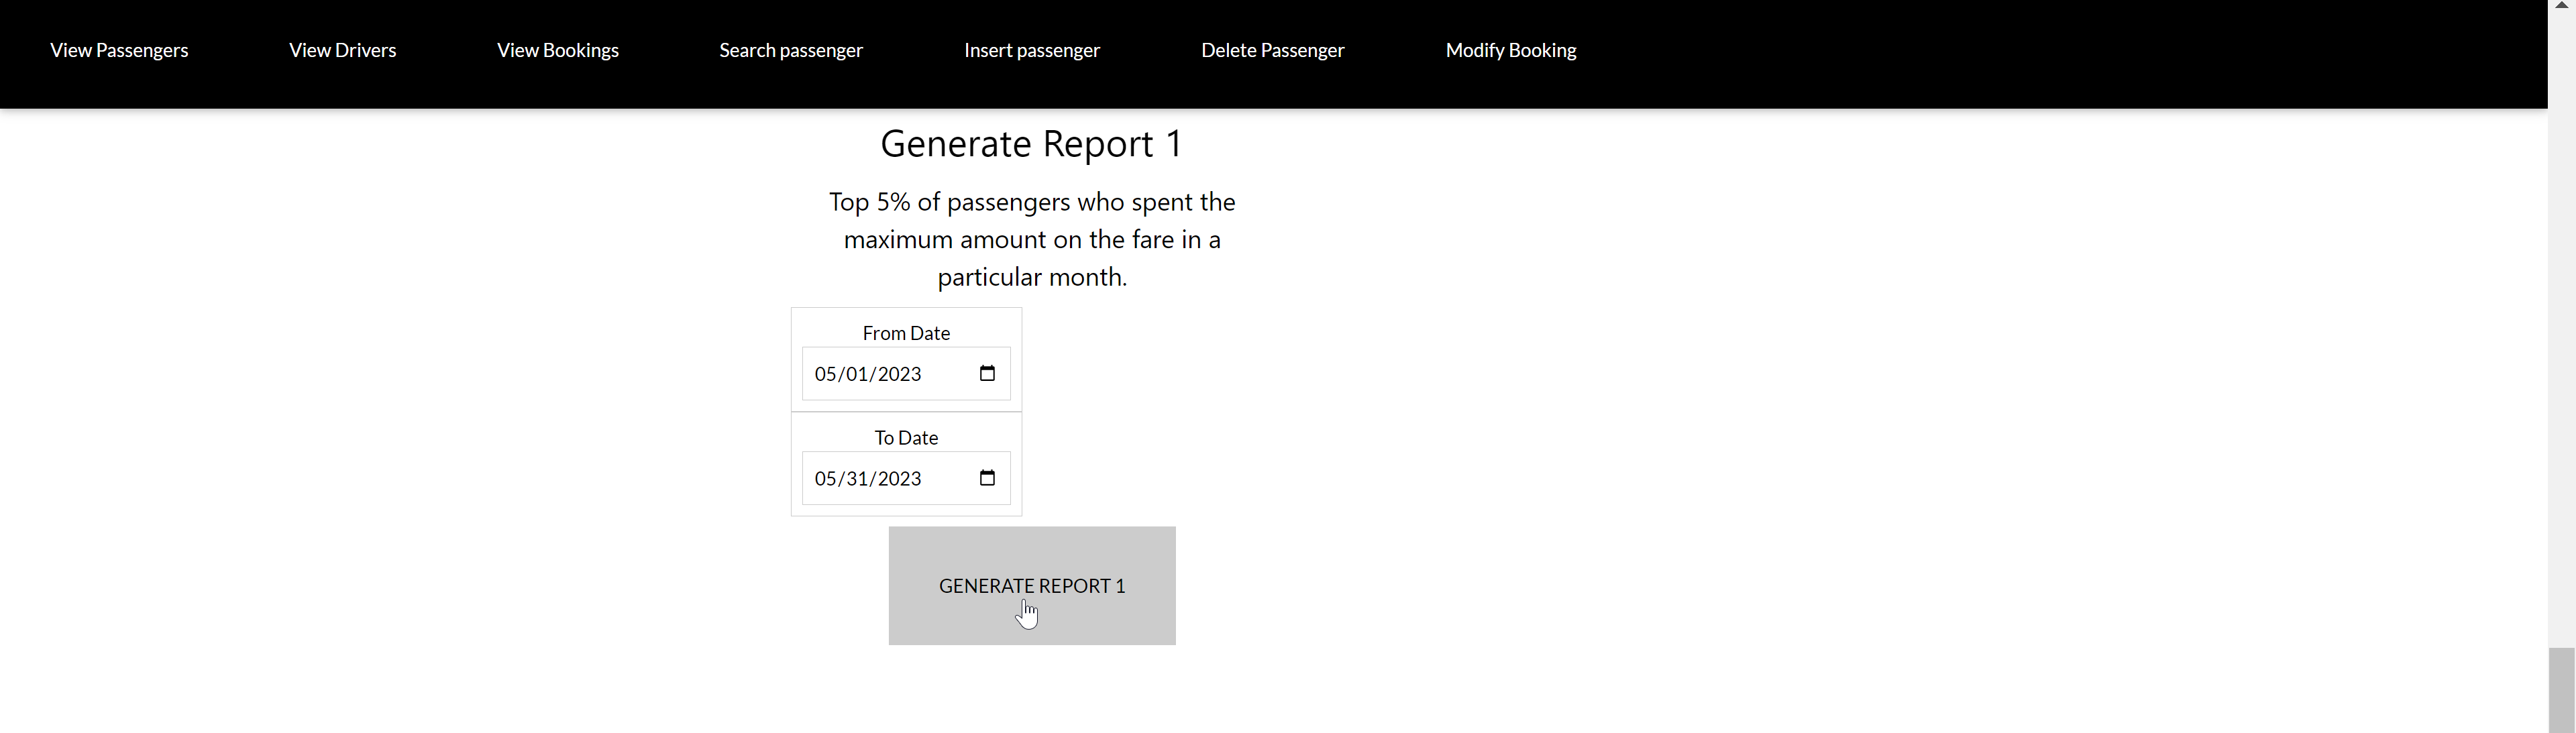 View Passengers View Drivers View Bookings Search passenger Insert passenger Delete Passenger Modify Booking
Generate Report 1
Top 5% of passengers who spent the
maximum amount on the fare in a
particular month.
From Date
05/01/2023
To Date
05/31/2023
GENERATE REPORT 1